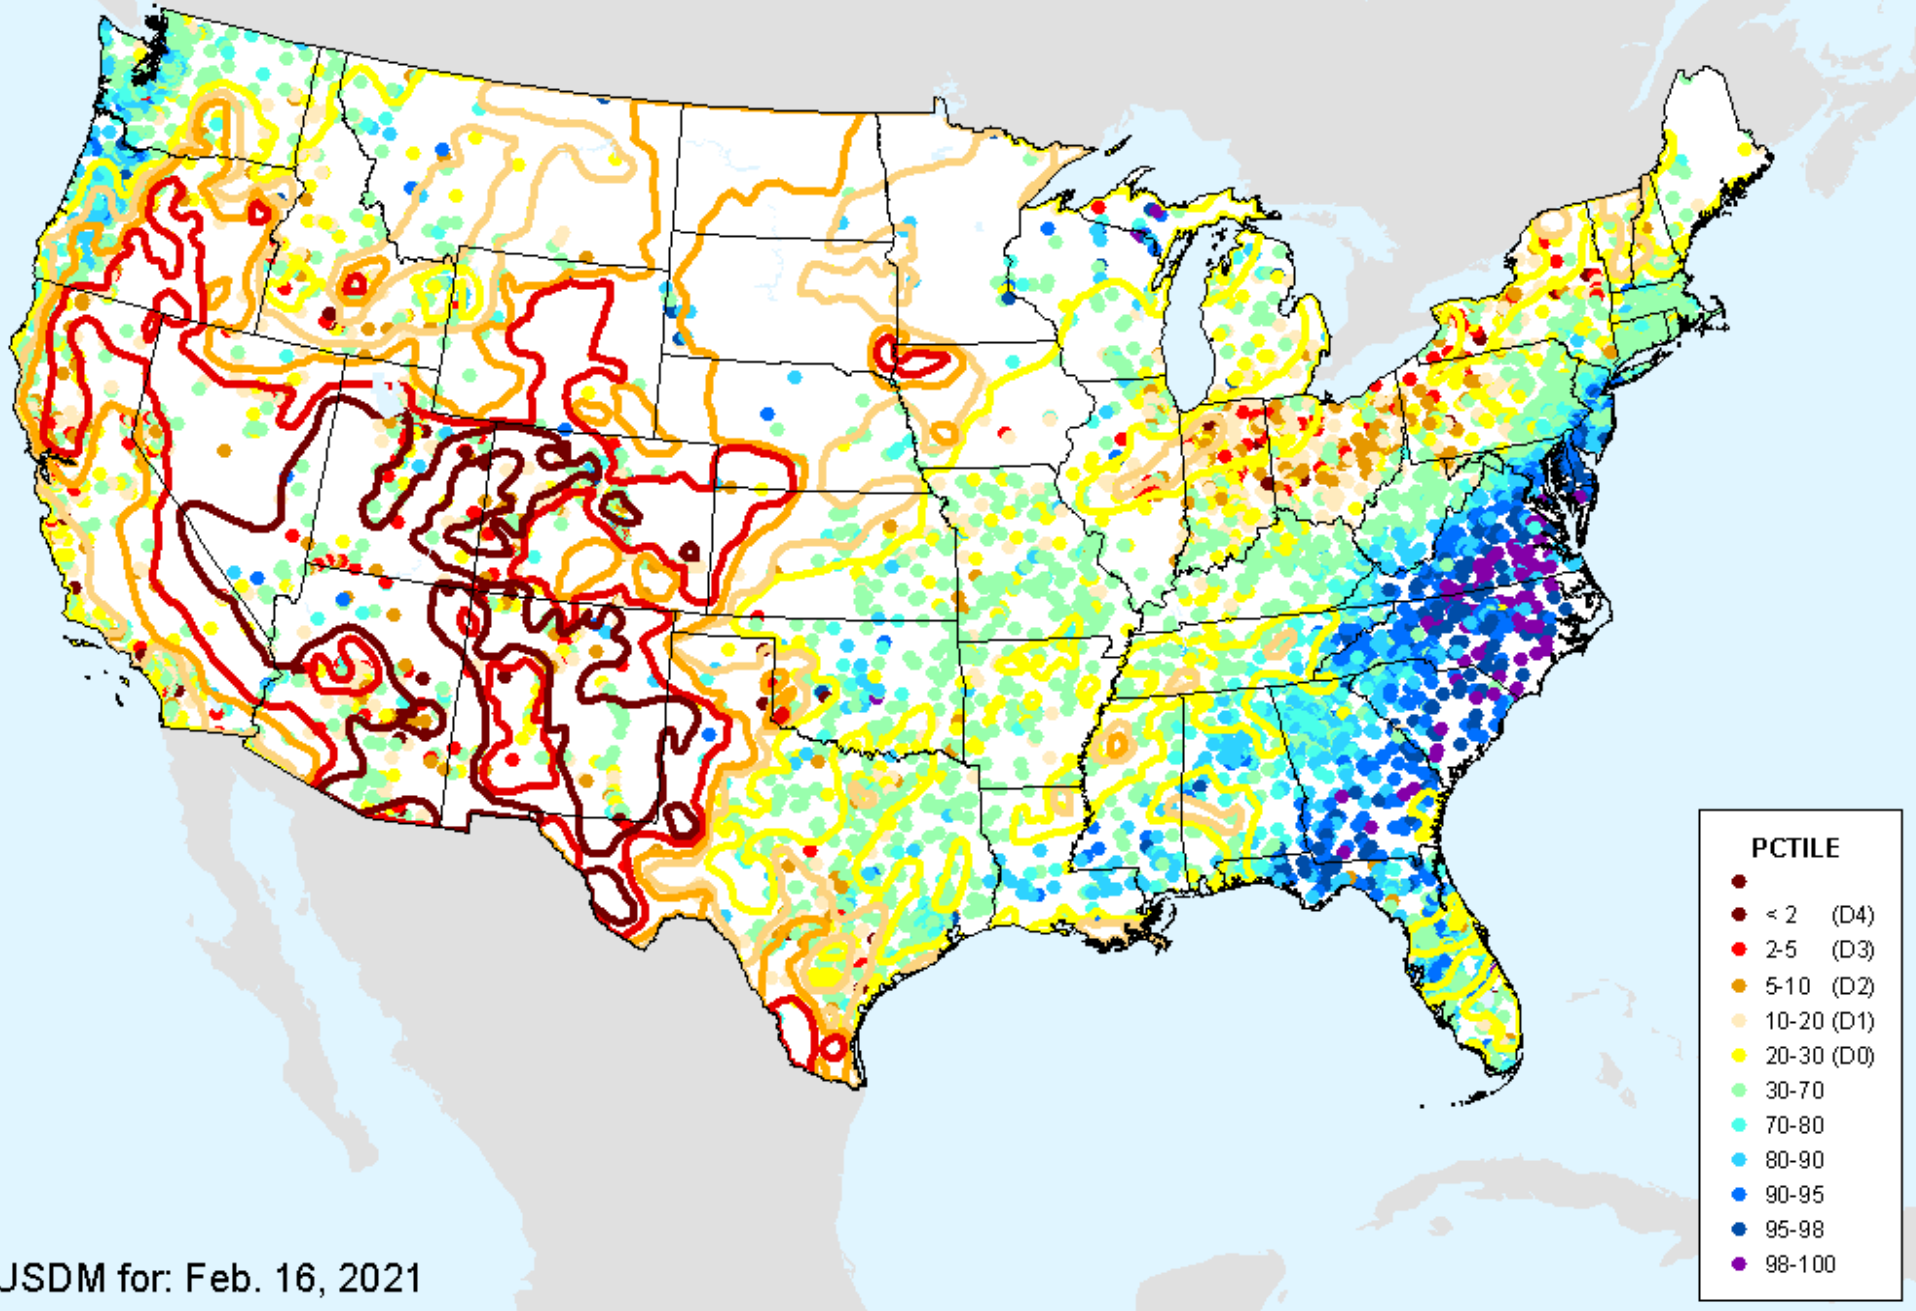 PCTILE
< 2 (D4)
2-5 (D3)
5-10 (D2)
10-20 (D1)
20-30 (D0)
30-70
70-80
80-90
90-95
95-98
98-100
USDM for: Feb. 16, 2021